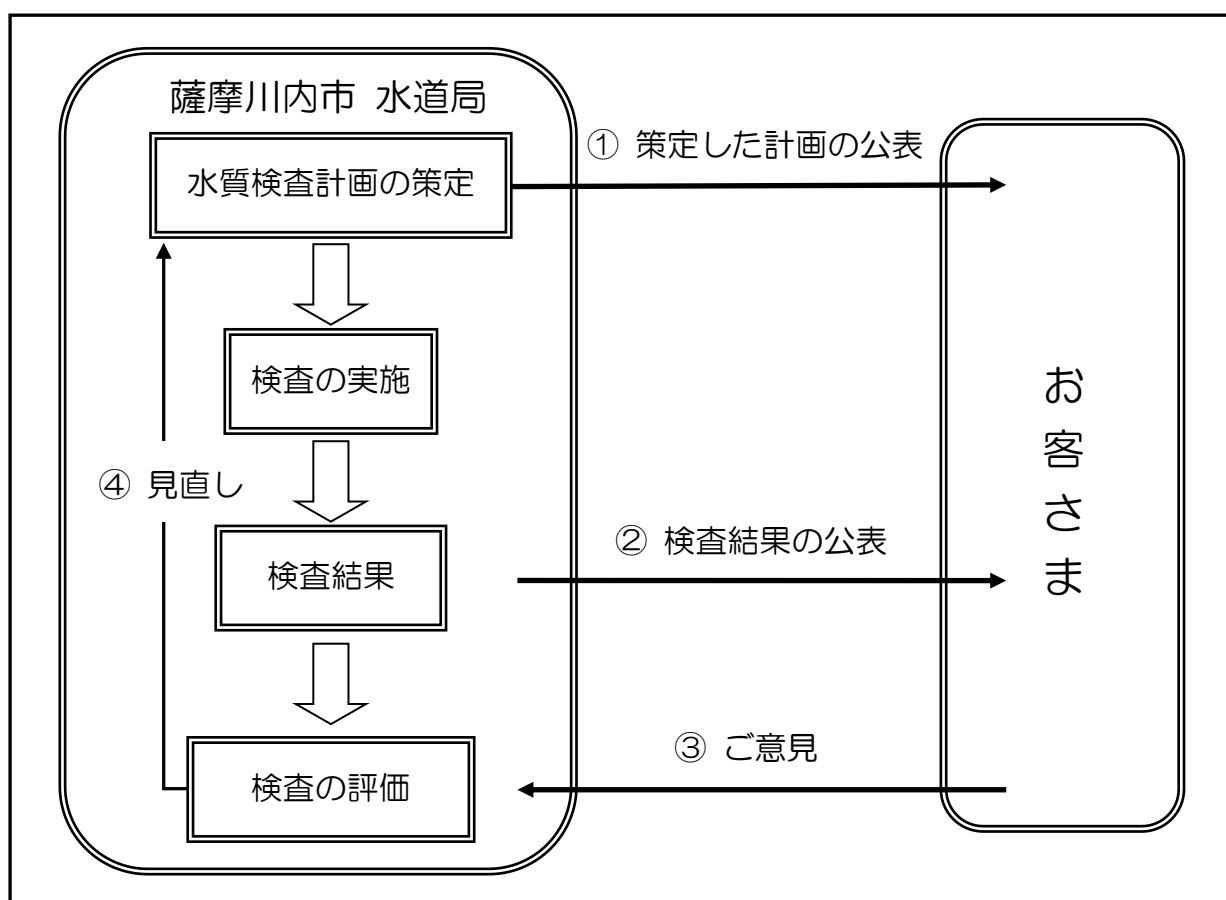 薩摩川内市 水道局
水質検査計画の策定
① 策定した計画の公表
検査の実施
④ 見直し
検査結果
② 検査結果の公表
検査の評価
③ ご意見
お客さま